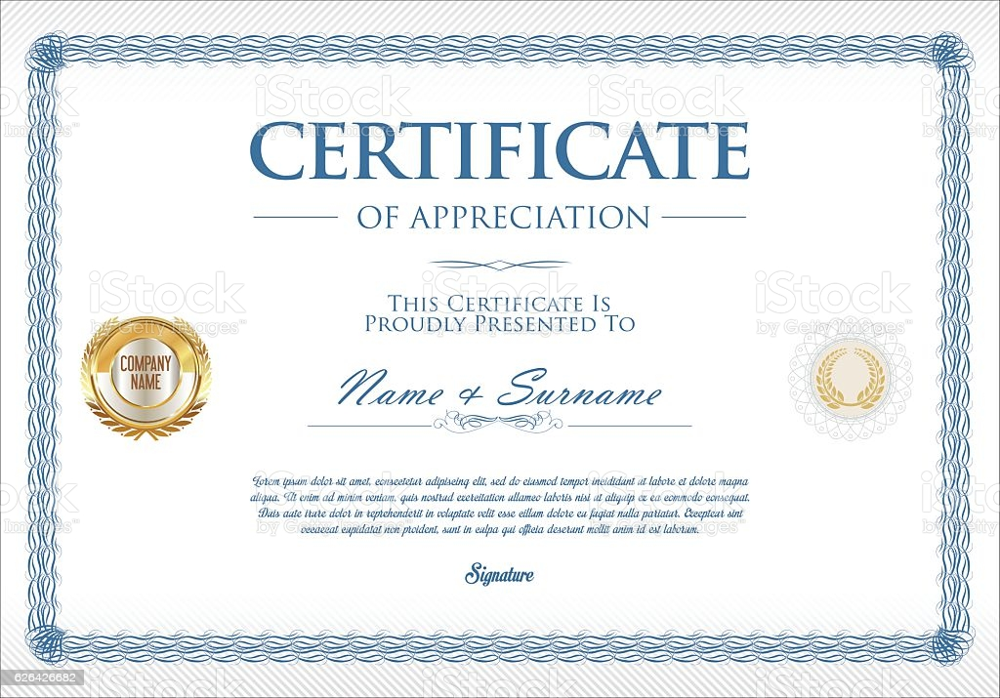 CERTIFICATE
OF APPRECIATION
THIS CERTIFICATE IS
PROUDLY PRESENTED TO
COMPANY
NAME
Name & Surname
Lorem ipsum dolor sit amet, consectetur adipiscing elit, sed do eiusmod tempor incididunt ut labore et dolore magna
aliqua. Ut enim ad minim veniam, quis nostrud exercitation ullamco laboris nisi ut aliquip ex ea commodo consequat.
Duis aute irure dolor in reprehenderit in voluptate velit esse cillum dolore eu fugiat nulla pariatur. Excepteur sint
occaecat cupidatat non proident, sunt in culpa qui officia deserunt mollit anim id est laborum.
Signature
iStock
by Getty Images™
626426682